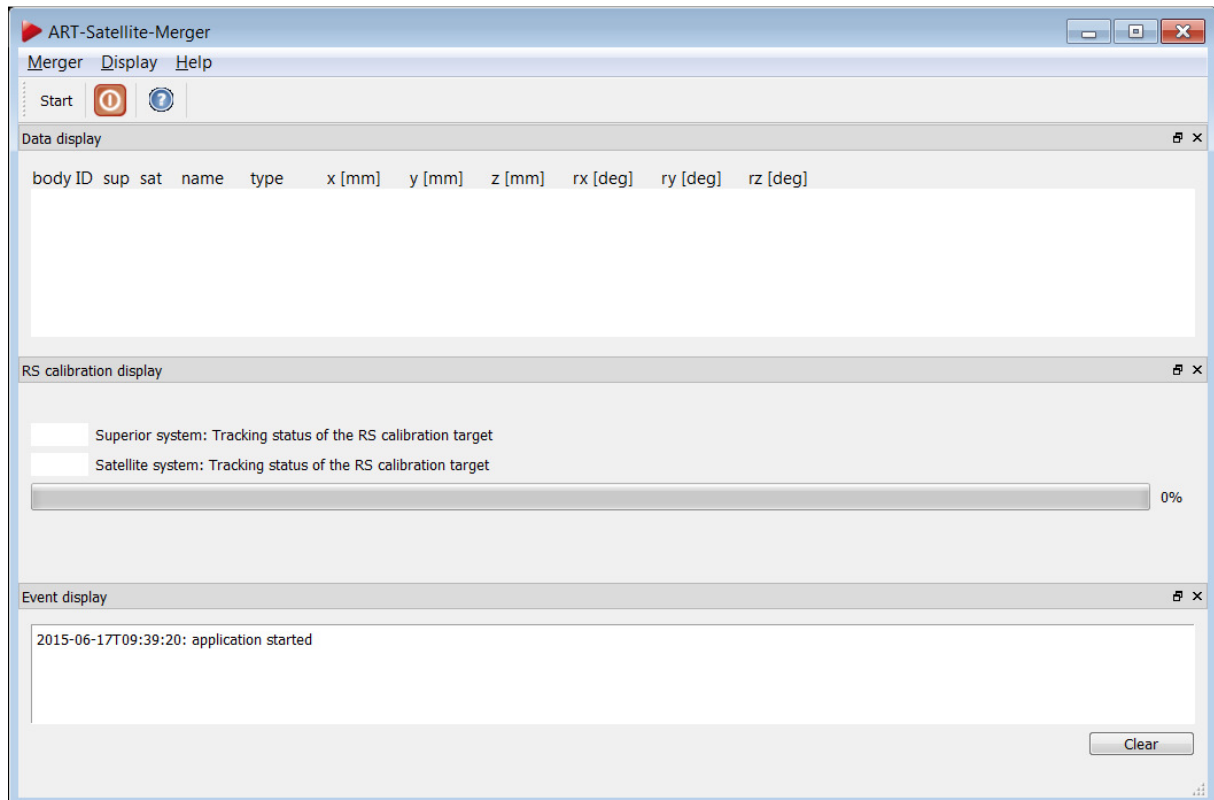 ART-Satellite-Merger
Merger Display Help
Start
Data display
body ID sup sat name type x [mm] y [mm] z [mm] rx [deg] ry [deg] rz [deg]
RS calibration display
Superior system: Tracking status of the RS calibration target
Satellite system: Tracking status of the RS calibration target
0%
Event display
2015-06-17T09:39:20: application started
Clear